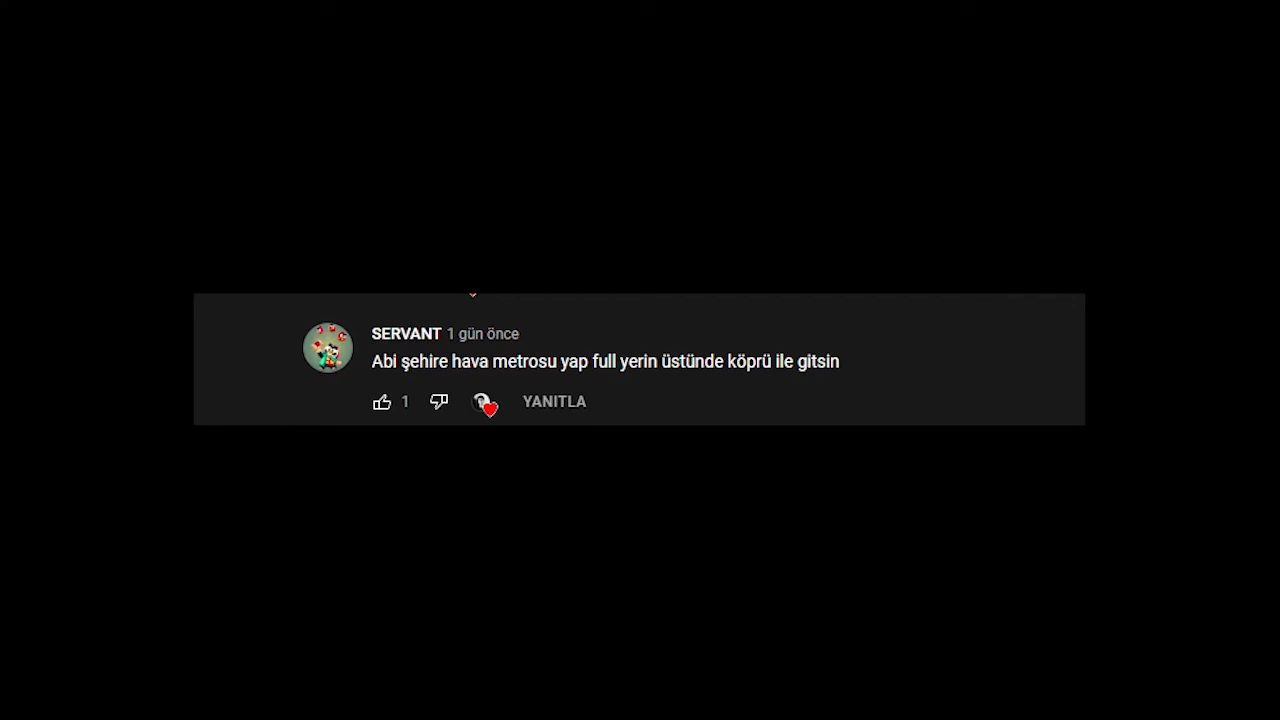 SERVANT 1 gün önce
Abi şehire hava metrosu yap full yerin üstünde köprü ile gitsin
1 YANITLA